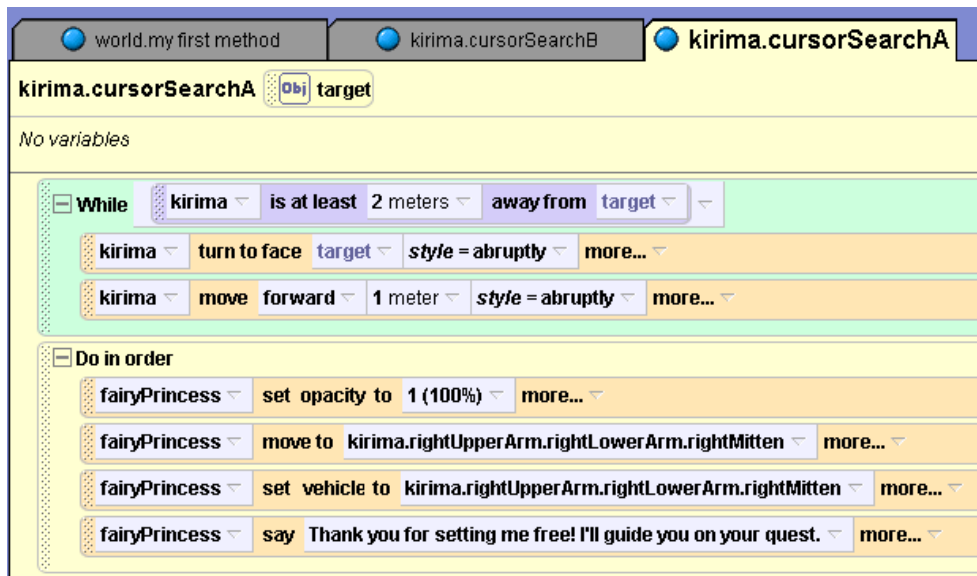 world.my first method kirima.cursorSearchB kirima.cursorSearchA
kirima.cursorSearchA Obj target
No variables
While kirima is at least 2 meters away from target
kirima turn to face target style = abruptly more...
kirima move forward 1 meter style = abruptly more...
Do in order
fairyPrincess set opacity to 1 (100%) more...
fairyPrincess move to kirima.rightUpperArm.rightLowerArm.rightMitten more...
fairyPrincess set vehicle to kirima.rightUpperArm.rightLowerArm.rightMitten more...
fairyPrincess say Thank you for setting me free! I'll guide you on your quest. more...